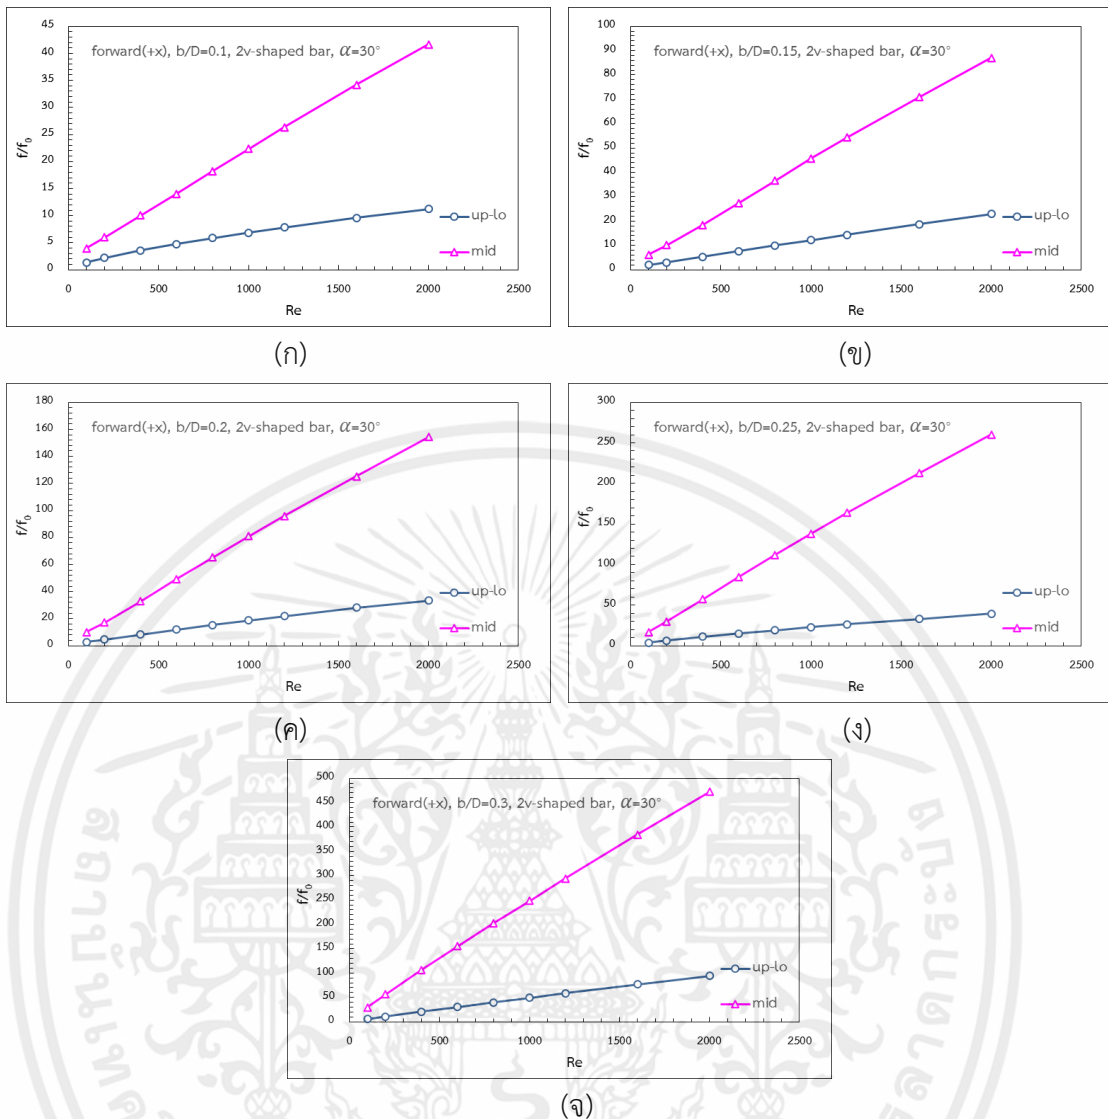 forward(+x), b/D=0.1, 2v-shaped bar, α=30°
f/f₀
45
40
35
30
25
20
15
10
5
0
0 500 1000 1500 2000 2500
Re
up-lo
mid
(ก)
forward(+x), b/D=0.15, 2v-shaped bar, α=30°
f/f₀
100
90
80
70
60
50
40
30
20
10
0
0 500 1000 1500 2000 2500
Re
up-lo
mid
(ข)
forward(+x), b/D=0.2, 2v-shaped bar, α=30°
f/f₀
180
160
140
120
100
80
60
40
20
0
0 500 1000 1500 2000 2500
Re
up-lo
mid
(ค)
forward(+x), b/D=0.25, 2v-shaped bar, α=30°
f/f₀
300
250
200
150
100
50
0
0 500 1000 1500 2000 2500
Re
up-lo
mid
(ง)
forward(+x), b/D=0.3, 2v-shaped bar, α=30°
f/f₀
500
450
400
350
300
250
200
150
100
50
0
0 500 1000 1500 2000 2500
Re
up-lo
mid
(จ)